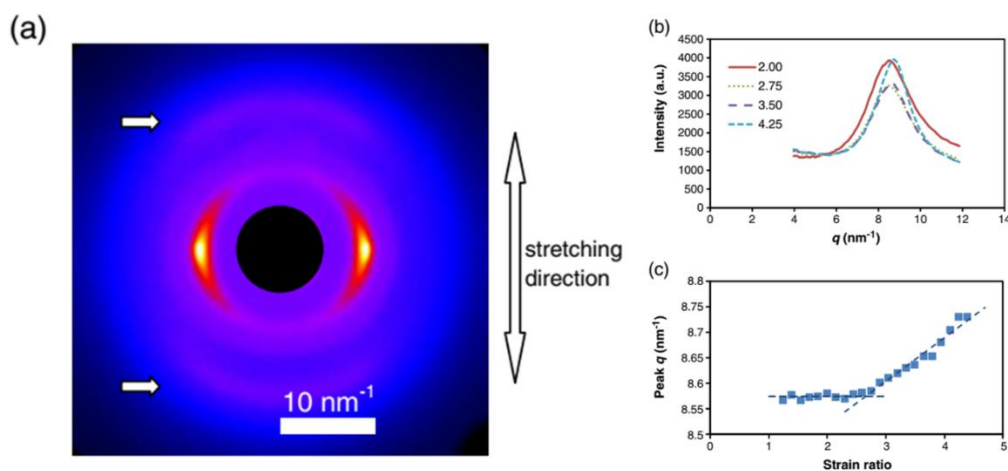 (a)
stretching
direction
10 nm⁻¹
(b)
Intensity (a.u.)
4500
4000
3500
3000
2500
2000
1500
1000
500
0
2.00
2.75
3.50
4.25
0 2 4 6 8 10 12 14
q (nm⁻¹)
(c)
Peak q (nm⁻¹)
8.8
8.75
8.7
8.65
8.6
8.55
8.5
0 1 2 3 4 5
Strain ratio